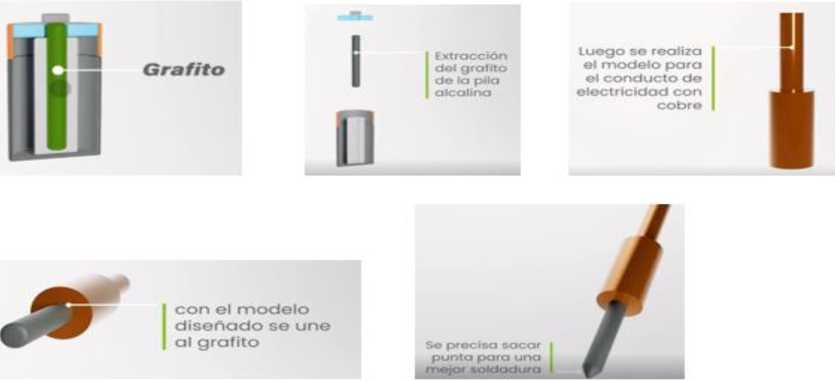 Grafito
Extracción
del grafito
de la pila
alcalina
Luego se realiza
el modelo para
el conducto de
electricidad con
cobre
con el modelo
diseñado se une
al grafito
Se precisa sacar
punta para una
mejor soldadura